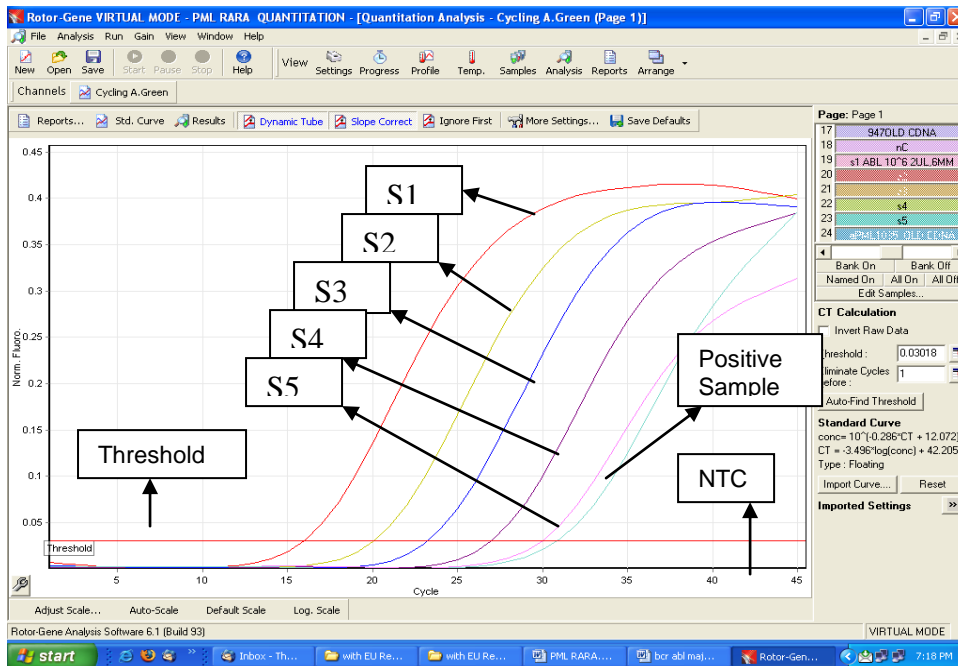 Rotor-Gene VIRTUAL MODE - PML RARA QUANTITATION - [Quantitation Analysis - Cycling A.Green (Page 1)]
File Analysis Run Gain View Window Help
New Open Save Start Pause Stop Help View Settings Progress Profile Temp. Samples Analysis Reports Arrange
Channels Cycling A.Green
Reports... Std. Curve Results Dynamic Tube Slope Correct Ignore First More Settings... Save Defaults
Page: Page 1
17 947OLD CDNA
18 nC
19 s1 ABL 10^6 2UL,6MM
20
21
22 s4
23 s5
24
Bank On Bank Off
Named On All On All Off
Edit Samples...
CT Calculation
Invert Raw Data
Threshold : 0.03018
Eliminate Cycles before : 1
Auto-Find Threshold
Standard Curve
conc= 10^(-0.286*CT + 12.072)
CT = -3.496*log(conc) + 42.205
Type : Floating
Import Curve.... Reset
Imported Settings
Norm. Fluoro.
0.45
0.4
0.35
0.3
0.25
0.2
0.15
0.1
0.05
S1
S2
S3
S4
S5
Positive
Sample
Threshold
NTC
Threshold
5 10 15 20 25 30 35 40 45
Cycle
Adjust Scale... Auto-Scale Default Scale Log. Scale
Rotor-Gene Analysis Software 6.1 (Build 93) VIRTUAL MODE
start Inbox - Th... with EU Re... with EU Re... PML RARA.... bcr abl maj... Rotor-Gen... 7:18 PM